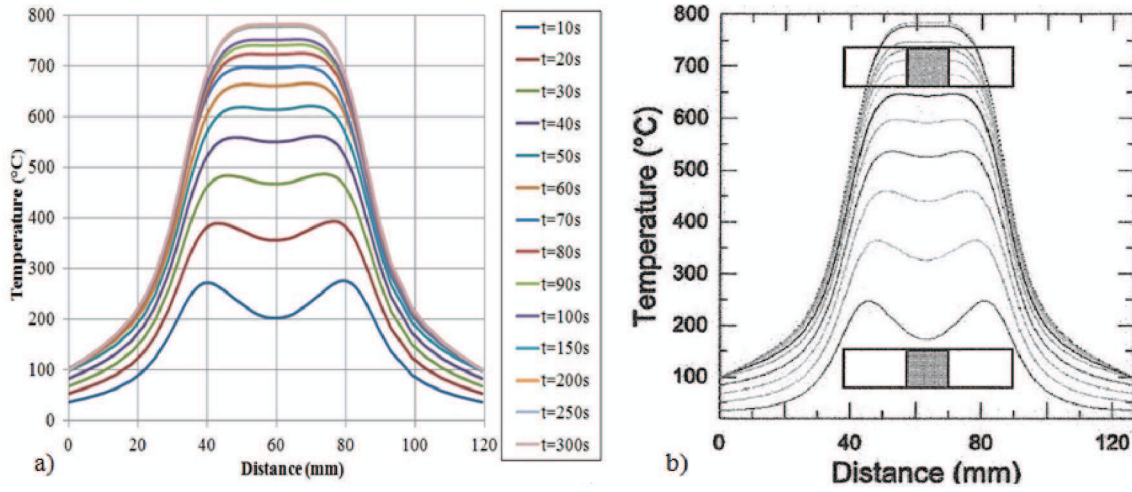 800
700
600
500
400
300
200
100
0
Temperature (°C)
0 20 40 60 80 100 120
Distance (mm)
a)
t=10s
t=20s
t=30s
t=40s
t=50s
t=60s
t=70s
t=80s
t=90s
t=100s
t=150s
t=200s
t=250s
t=300s
800
700
600
500
400
300
200
100
Temperature (°C)
0 40 80 120
Distance (mm)
b)